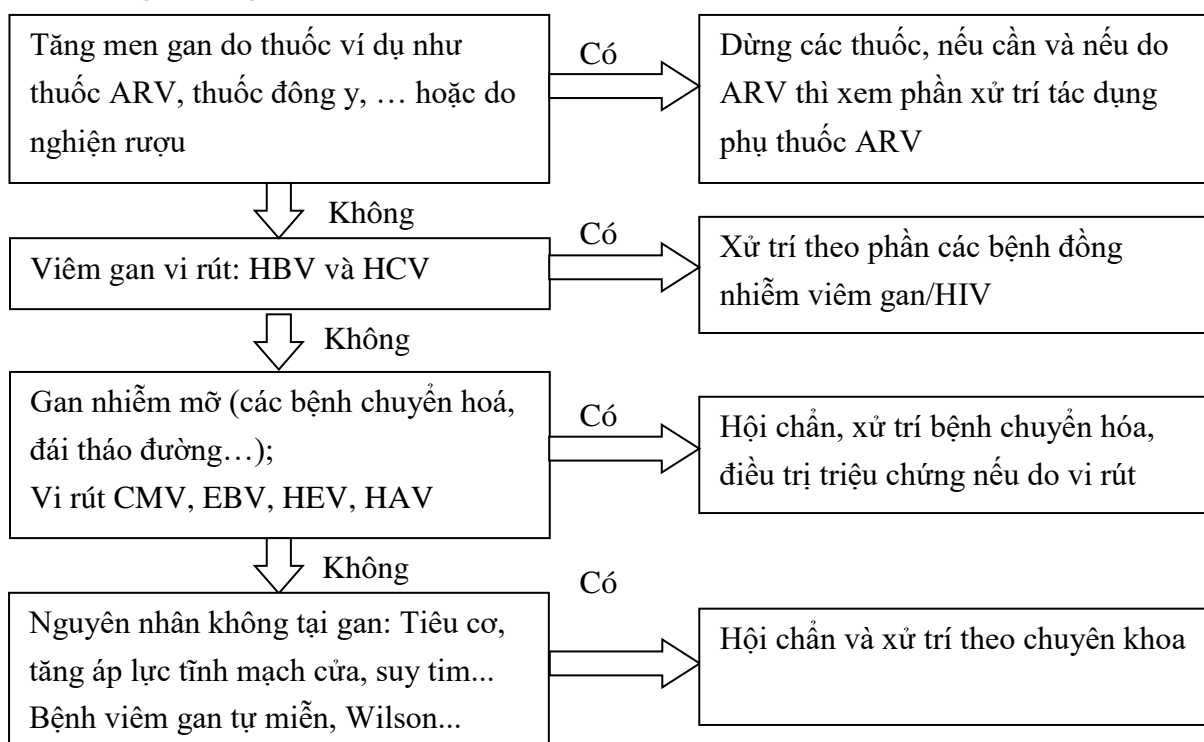 Tăng men gan do thuốc ví dụ như
thuốc ARV, thuốc đông y, … hoặc do
nghiện rượu
Có
Dừng các thuốc, nếu cần và nếu do
ARV thì xem phần xử trí tác dụng
phụ thuốc ARV
Không
Viêm gan vi rút: HBV và HCV
Có
Xử trí theo phần các bệnh đồng
nhiễm viêm gan/HIV
Không
Gan nhiễm mỡ (các bệnh chuyển hoá,
đái tháo đường…);
Vi rút CMV, EBV, HEV, HAV
Có
Hội chẩn, xử trí bệnh chuyển hóa,
điều trị triệu chứng nếu do vi rút
Không
Nguyên nhân không tại gan: Tiêu cơ,
tăng áp lực tĩnh mạch cửa, suy tim...
Bệnh viêm gan tự miễn, Wilson...
Có
Hội chẩn và xử trí theo chuyên khoa